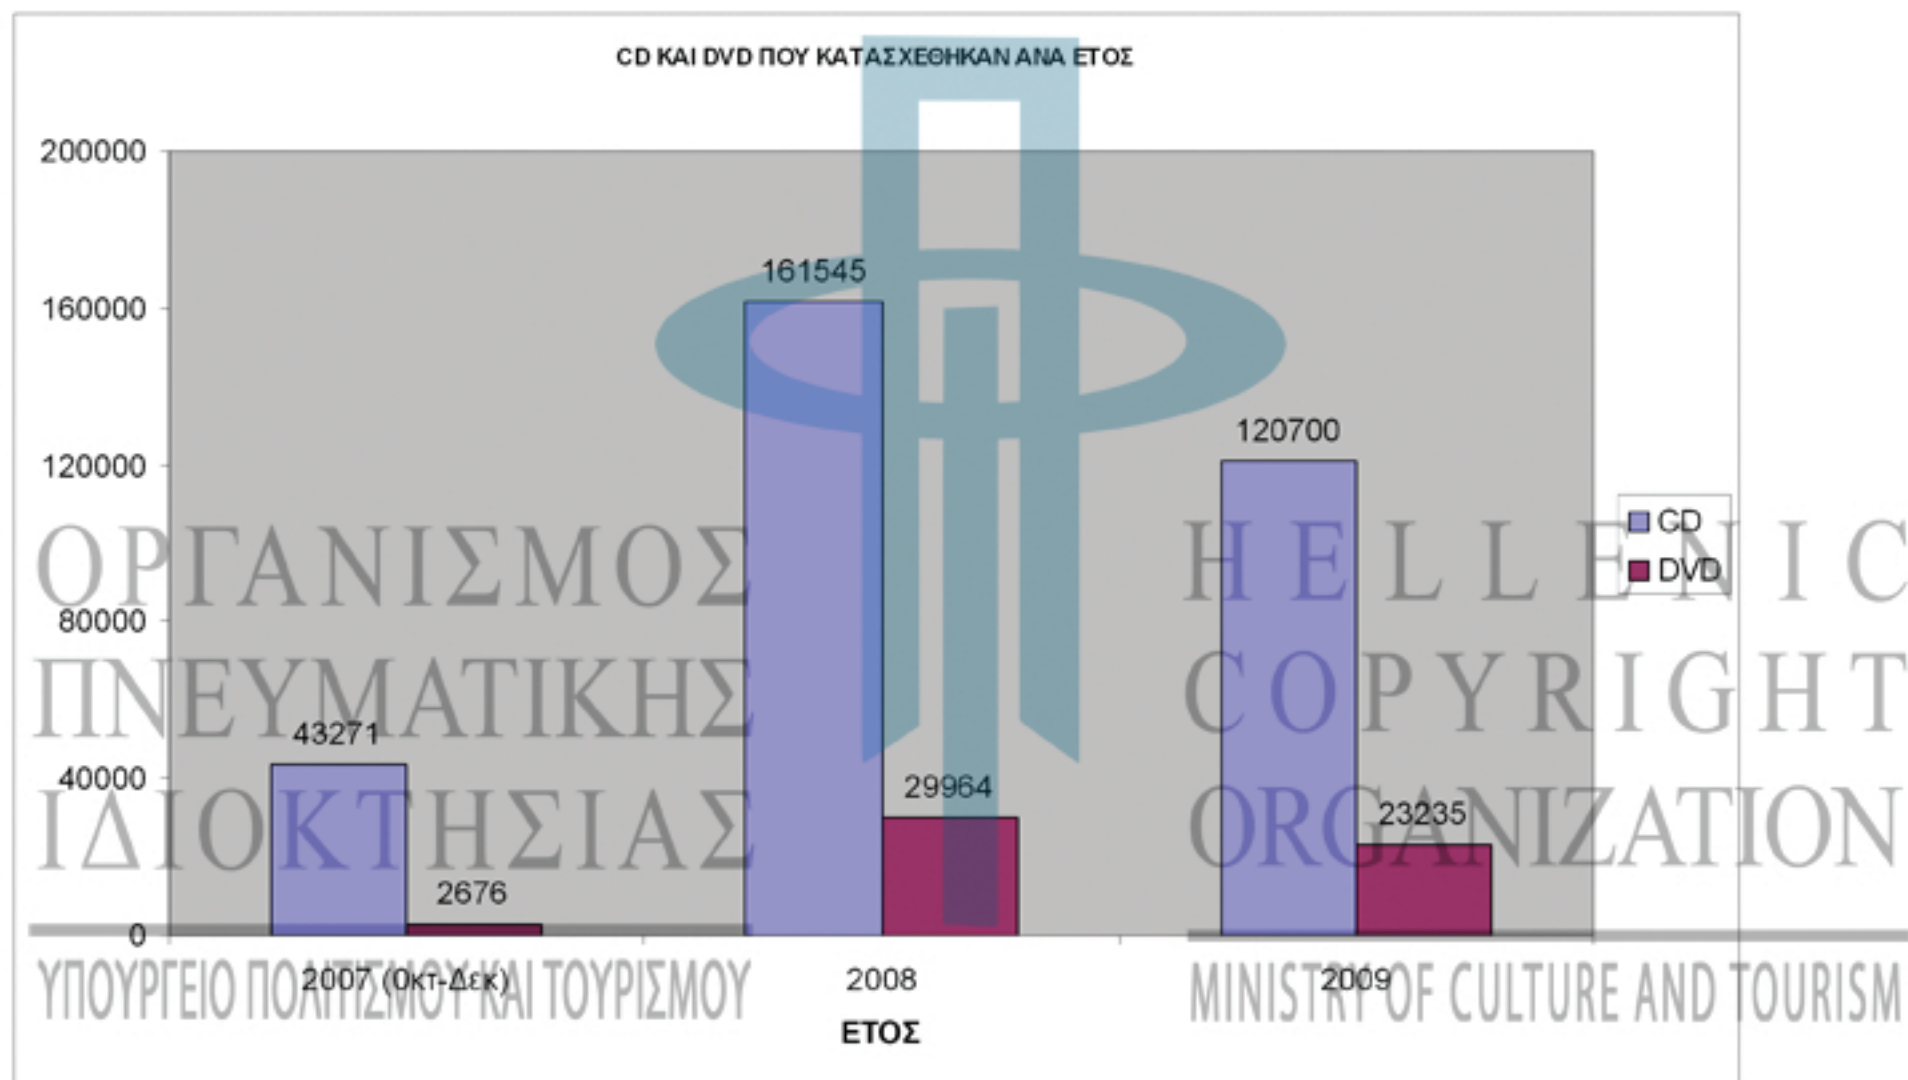 CD ΚΑΙ DVD ΠΟΥ ΚΑΤΑΣΧΕΘΗΚΑΝ ΑΝΑ ΕΤΟΣ
200000
160000
120000
80000
40000
0
161545
120700
43271
29964
23235
2676
CD
DVD
2007 (Οκτ-Δεκ)
2008
2009
ΕΤΟΣ
ΟΡΓΑΝΙΣΜΟΣ
ΠΝΕΥΜΑΤΙΚΗΣ
ΙΔΙΟΚΤΗΣΙΑΣ
ΥΠΟΥΡΓΕΙΟ ΠΟΛΙΤΙΣΜΟΥ ΚΑΙ ΤΟΥΡΙΣΜΟΥ
HELLENIC
COPYRIGHT
ORGANIZATION
MINISTRY OF CULTURE AND TOURISM